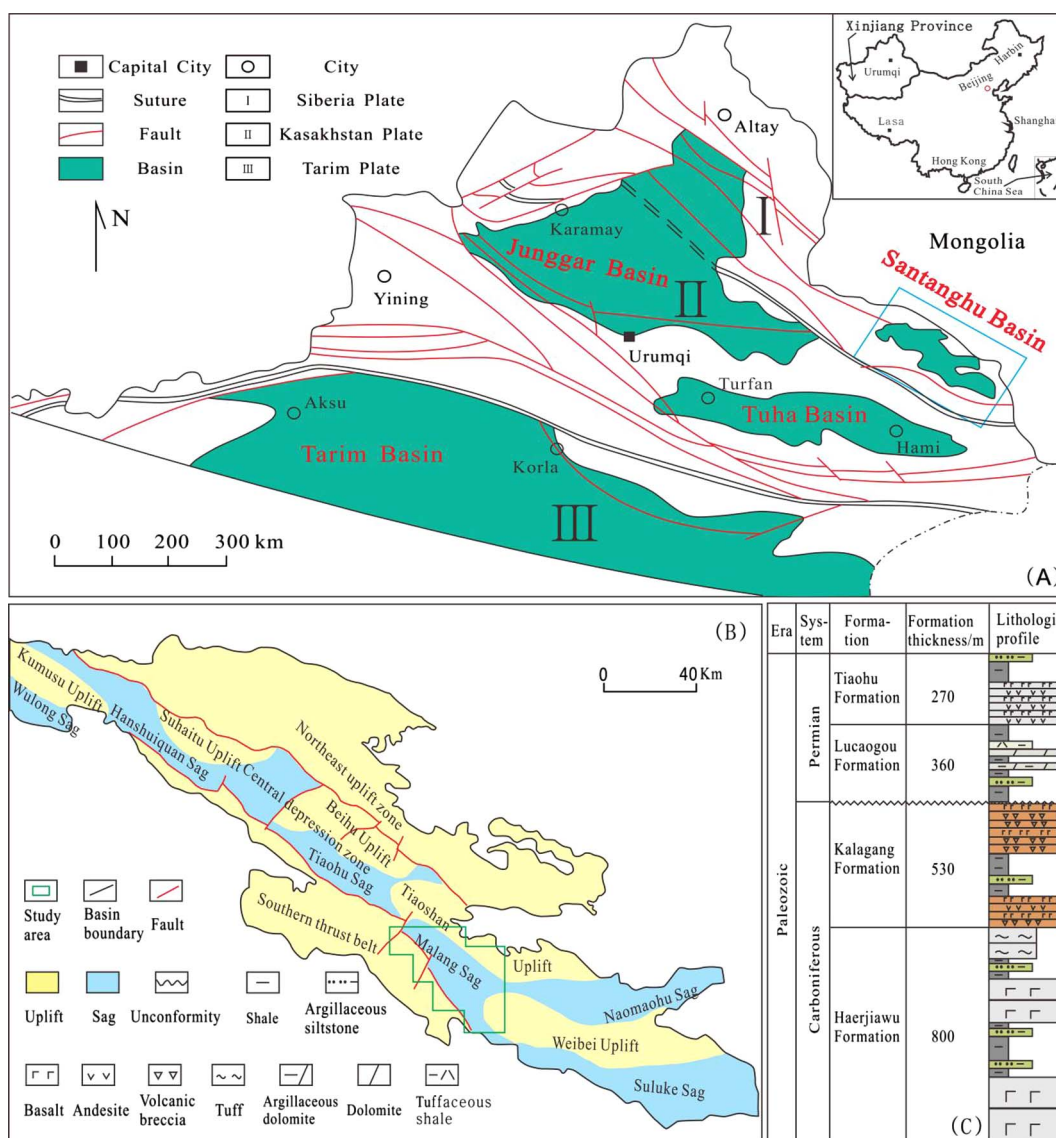 Capital City
City
Suture
I
Siberia Plate
Fault
II
Kasakhstan Plate
Basin
III
Tarim Plate
N
Xinjiang Province
Urumqi
Harbin
Beijing
Lasa
Shanghai
Hong Kong
South
China Sea
Altay
Karamay
Junggar Basin
I
II
Mongolia
Santanghu Basin
Yining
Urumqi
Turfan
Tuha Basin
Hami
Aksu
Tarim Basin
Korla
III
0 100 200 300 km
(A)
(B)
0 40 Km
Kumusu Uplift
Wulong Sag
Hanshuiquan Sag
Suhaitu Uplift
Central depression zone
Northeast uplift zone
Beihu Uplift
Tiaohu Sag
Tiaoshan
Uplift
Southern thrust belt
Malang Sag
Naomaohu Sag
Weibei Uplift
Suluke Sag
Study
area
Basin
boundary
Fault
Uplift
Sag
Unconformity
Shale
Argillaceous
siltstone
Basalt
Andesite
Volcanic
breccia
Tuff
Argillaceous
dolomite
Dolomite
Tuffaceous
shale
Era
Sys-
tem
Forma-
tion
Formation
thickness/m
Lithologi
profile
Paleozoic
Permian
Tiaohu
Formation
270
Lucaogou
Formation
360
Carboniferous
Kalagang
Formation
530
Haerjiawu
Formation
800
(C)